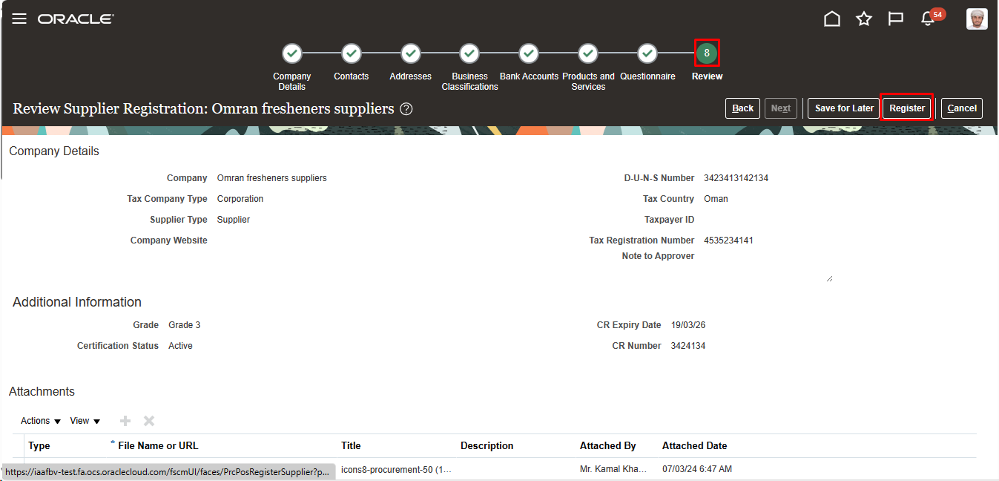 ORACLE
54
8
Company Details
Contacts
Addresses
Business Classifications
Bank Accounts
Products and Services
Questionnaire
Review
Review Supplier Registration: Omran fresheners suppliers ?
Back
Next
Save for Later
Register
Cancel
Company Details
Company Omran fresheners suppliers
D-U-N-S Number 3423413142134
Tax Company Type Corporation
Tax Country Oman
Supplier Type Supplier
Taxpayer ID
Company Website
Tax Registration Number 4535234141
Note to Approver
Additional Information
Grade Grade 3
CR Expiry Date 19/03/26
Certification Status Active
CR Number 3424134
Attachments
Actions View
Type * File Name or URL Title Description Attached By Attached Date
icons8-procurement-50 (1... Mr. Kamal Kha... 07/03/24 6:47 AM
https://iaafbv-test.fa.ocs.oraclecloud.com/fscmUI/faces/PrcPosRegisterSupplier?p...